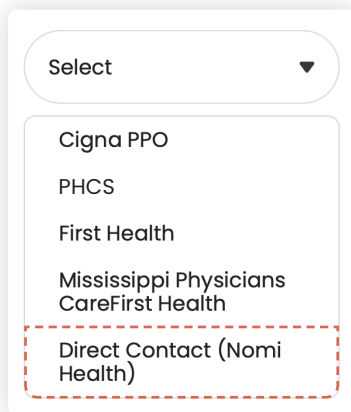 Select
Cigna PPO
PHCS
First Health
Mississippi Physicians
CareFirst Health
Direct Contact (Nomi
Health)